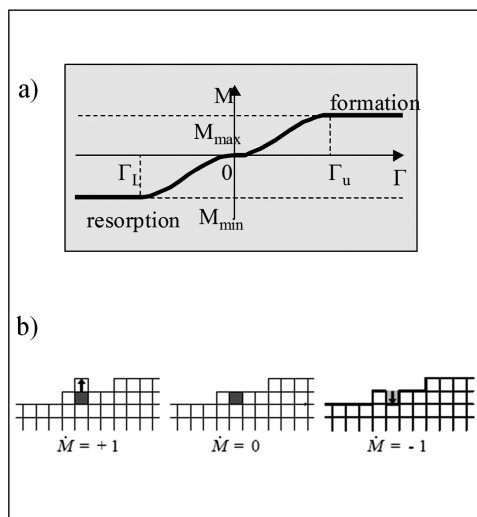 a)
M
formation
M_max
Γ_L
0
Γ_u
Γ
resorption
M_min
b)
Ṁ = + 1
Ṁ = 0
Ṁ = - 1